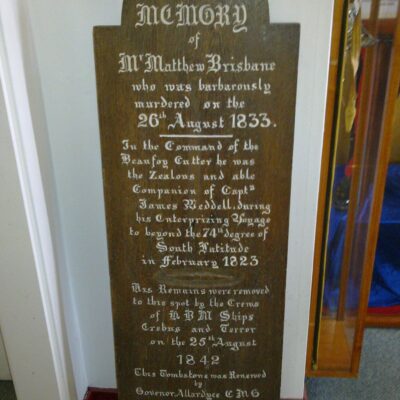 MEMORY
of
Mr Matthew Brisbane
who was barbarously
murdered on the
26th August 1833.
In the Command of the
Beaufoy Cutter he was
the Zealous and able
Companion of Captn
James Weddell, during
his Enterprizing Voyage
to beyond the 74th degree of
South Latitude
in February 1823
His Remains were removed
to this spot by the Crews
of H B M Ships
Erebus and Terror
on the 25th August
1842
This Tombstone was Renewed
by
Govenor Allardyce C M G